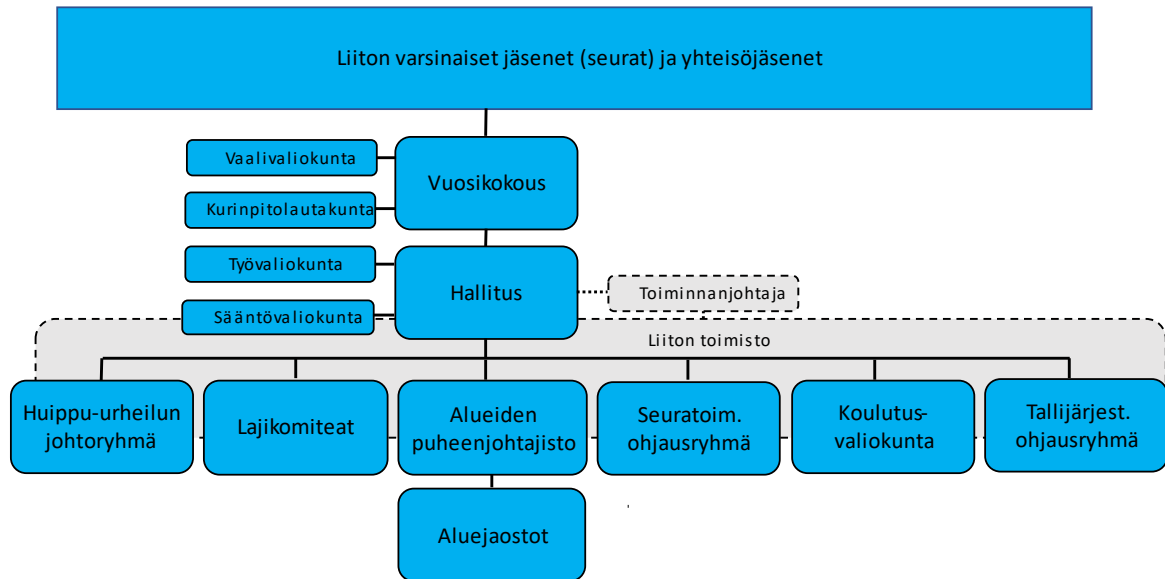 Liiton varsinaiset jäsenet (seurat) ja yhteisöjäsenet
Vaalivaliokunta
Vuosikokous
Kurinpitolautakunta
Työvaliokunta
Hallitus
Toiminnanjohtaja
Sääntövaliokunta
Liiton toimisto
Huippu-urheilun
johtoryhmä
Lajikomiteat
Alueiden
puheenjohtajisto
Seuratoim.
ohjausryhmä
Koulutus-
valiokunta
Tallijärjest.
ohjausryhmä
Aluejaostot